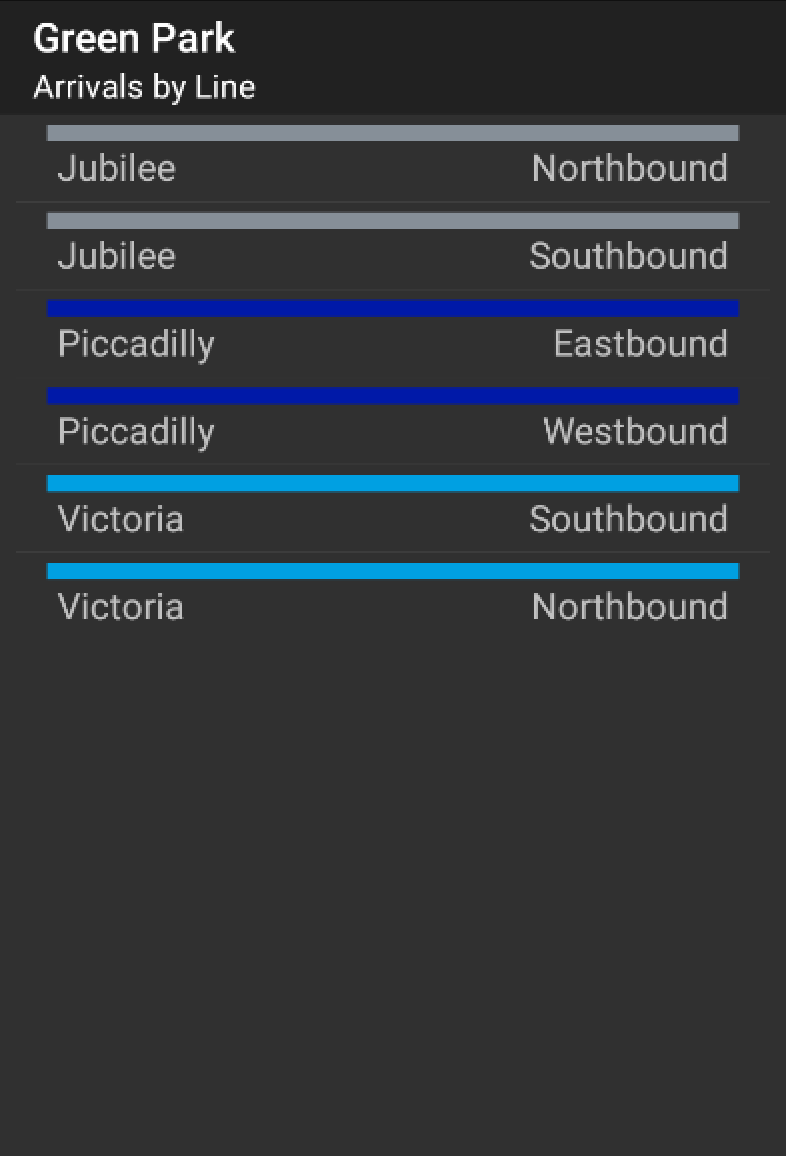 Green Park
Arrivals by Line
Jubilee Northbound
Jubilee Southbound
Piccadilly Eastbound
Piccadilly Westbound
Victoria Southbound
Victoria Northbound